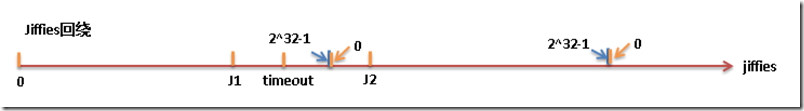 Jiffies回绕
2^32-1
0
2^32-1
0
0
J1
timeout
J2
jiffies